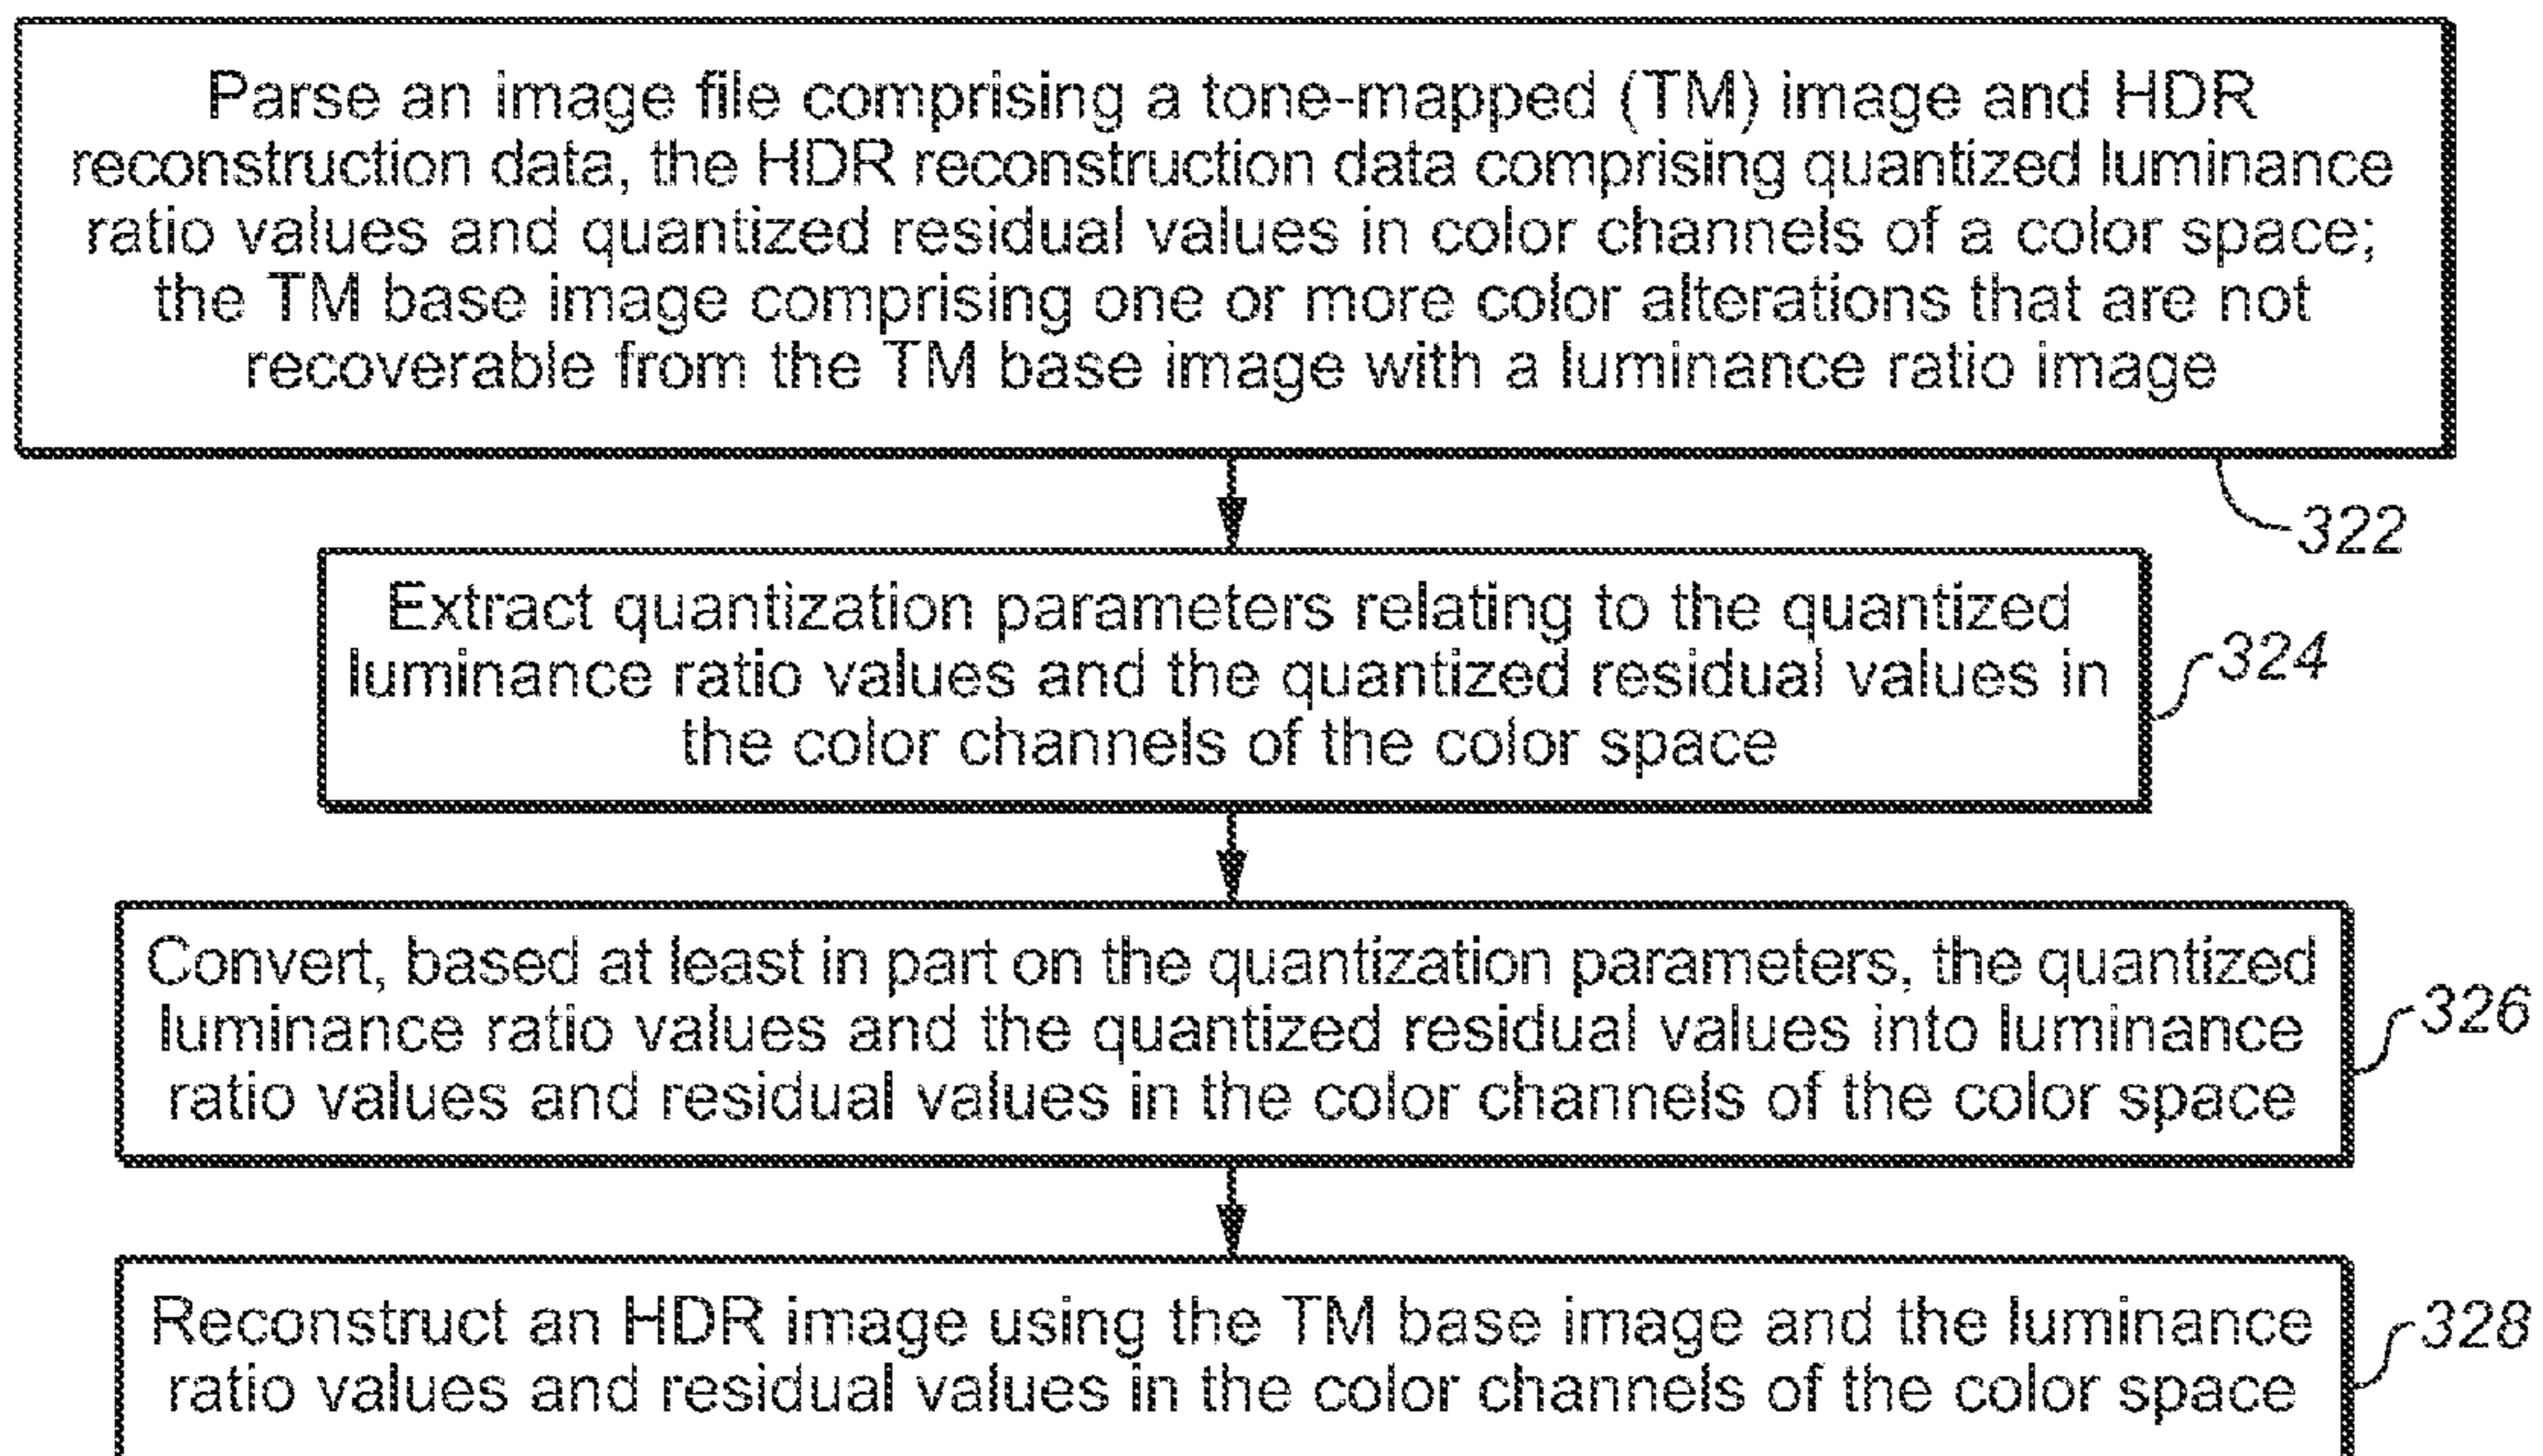 Parse an image file comprising a tone-mapped (TM) image and HDR
reconstruction data, the HDR reconstruction data comprising quantized luminance
ratio values and quantized residual values in color channels of a color space;
the TM base image comprising one or more color alterations that are not
recoverable from the TM base image with a luminance ratio image
322
Extract quantization parameters relating to the quantized
luminance ratio values and the quantized residual values in
the color channels of the color space
324
Convert, based at least in part on the quantization parameters, the quantized
luminance ratio values and the quantized residual values into luminance
ratio values and residual values in the color channels of the color space
326
Reconstruct an HDR image using the TM base image and the luminance
ratio values and residual values in the color channels of the color space
328